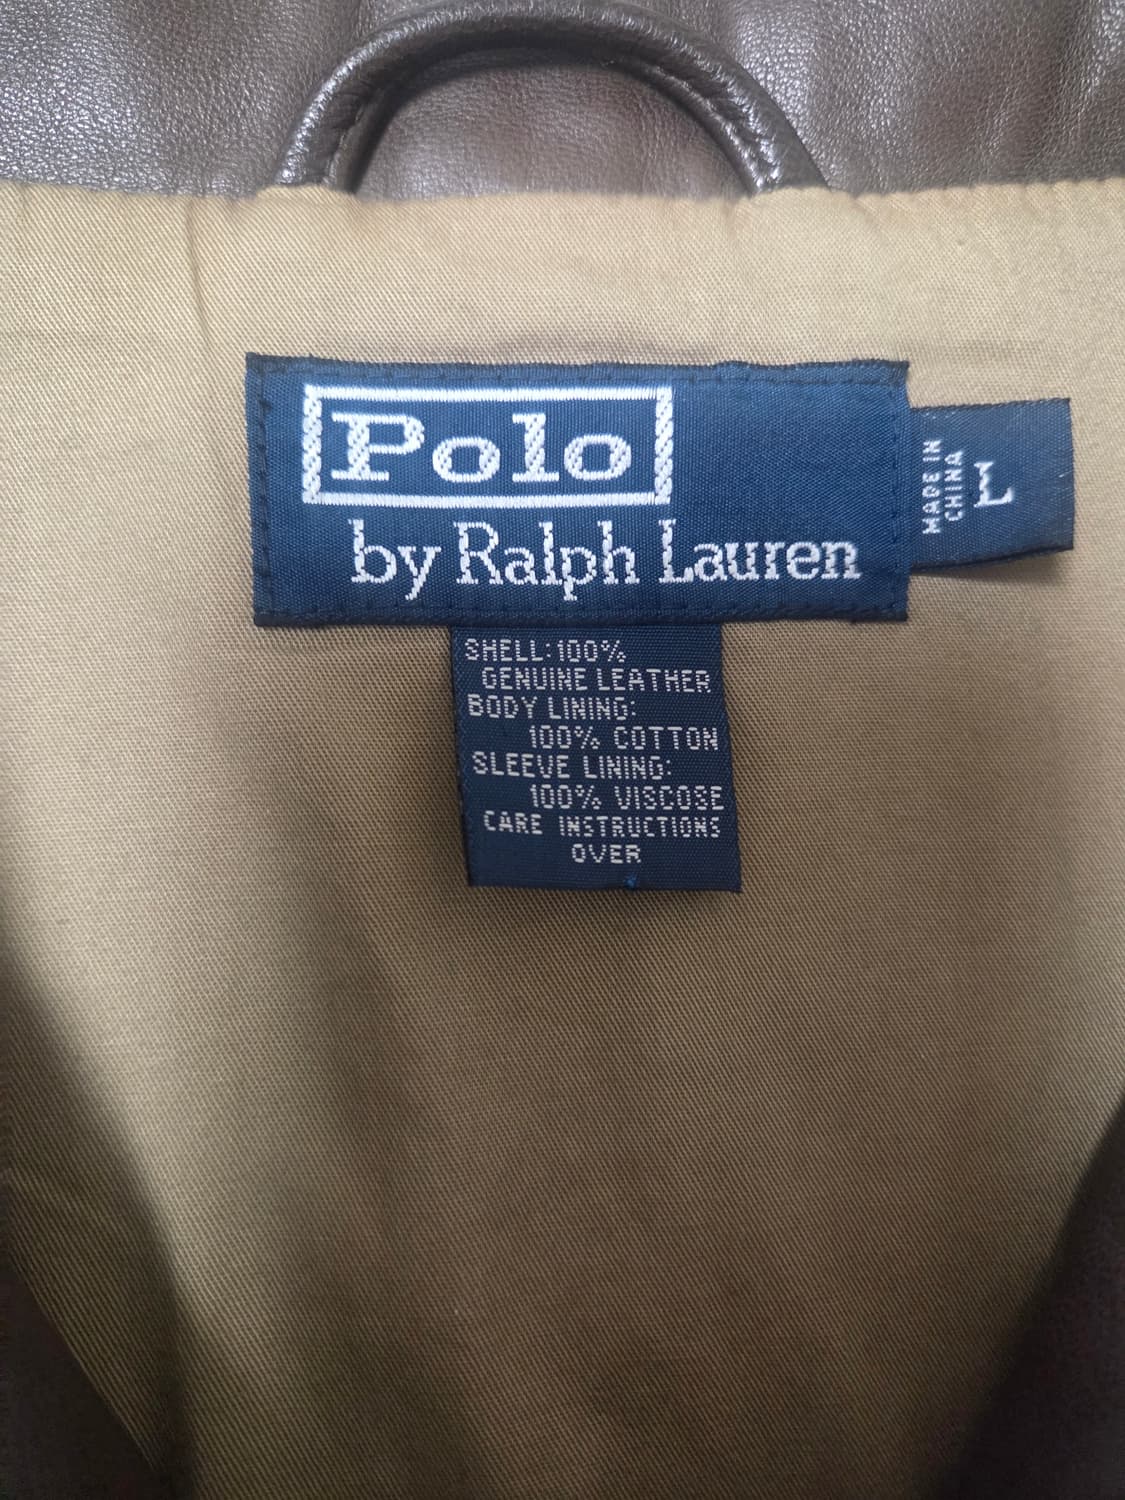 Polo
by Ralph Lauren
MADE IN
CHINA
L
SHELL:100%
GENUINE LEATHER
BODY LINING:
100% COTTON
SLEEVE LINING:
100% VISCOSE
CARE INSTRUCTIONS
OVER